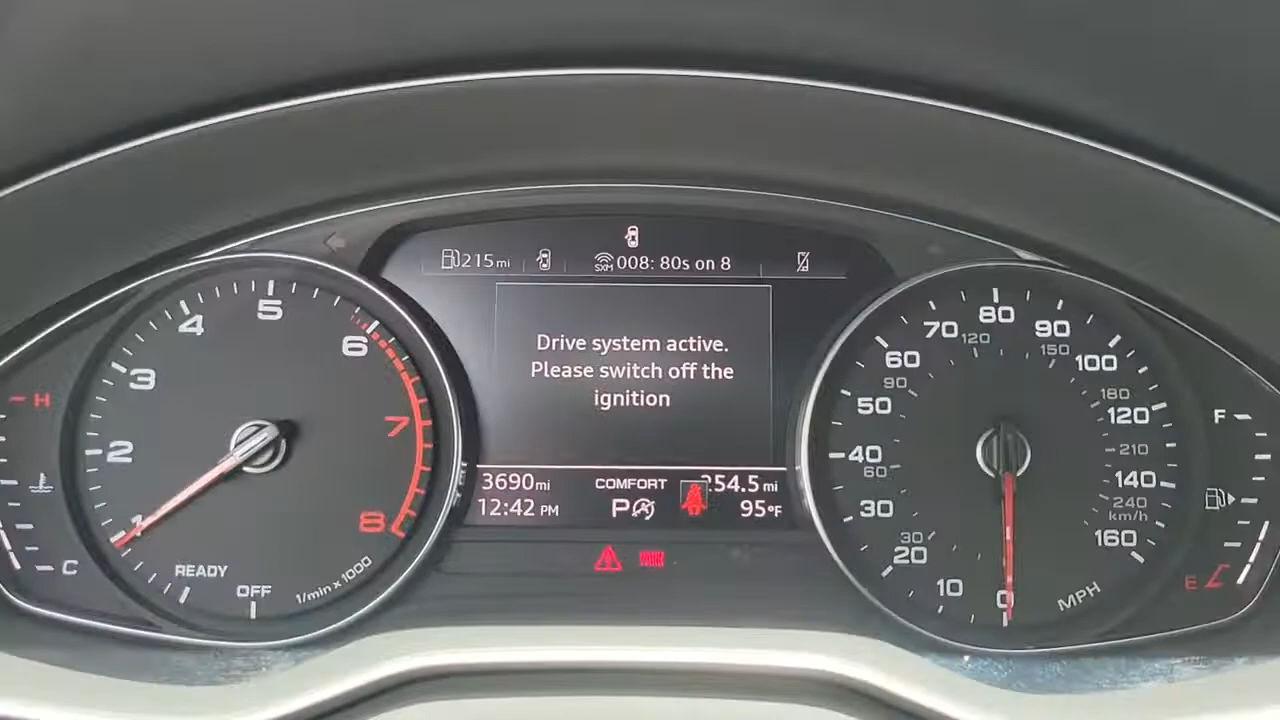 215 mi
SXM 008: 80s on 8
Drive system active.
Please switch off the
ignition
3690 mi
COMFORT
254.5 mi
12:42 PM
P
A
95°F
H
C
1
2
3
4
5
6
7
8
READY
OFF
1/min x 1000
0
10
20
30
40
50
60
70
80
90
100
120
140
160
30
60
90
120
150
180
210
240
km/h
MPH
F
E